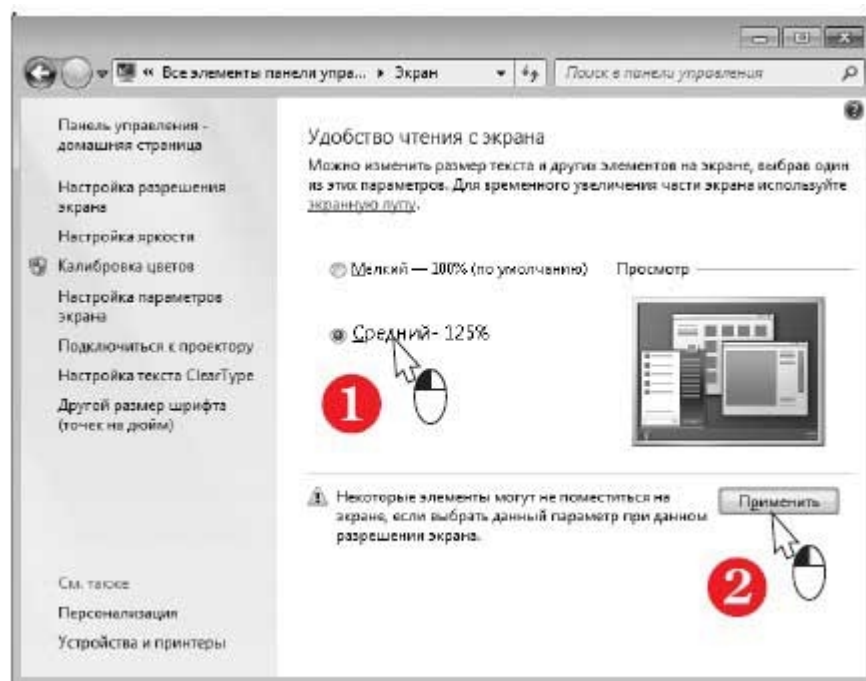 « Все элементы панели упра... ▸ Экран
Поиск в панели управления
Панель управления -
домашняя страница
Настройка разрешения
экрана
Настройка яркости
Калибровка цветов
Настройка параметров
экрана
Подключиться к проектору
Настройка текста ClearType
Другой размер шрифта
(точек на дюйм)
См. также
Персонализация
Устройства и принтеры
Удобство чтения с экрана
Можно изменить размер текста и других элементов на экране, выбрав один
из этих параметров. Для временного увеличения части экрана используйте
экранную лупу.
Мелкий — 100% (по умолчанию)
Просмотр
Средний- 125%
1
Некоторые элементы могут не поместиться на
экране, если выбрать данный параметр при данном
разрешении экрана.
Применить
2